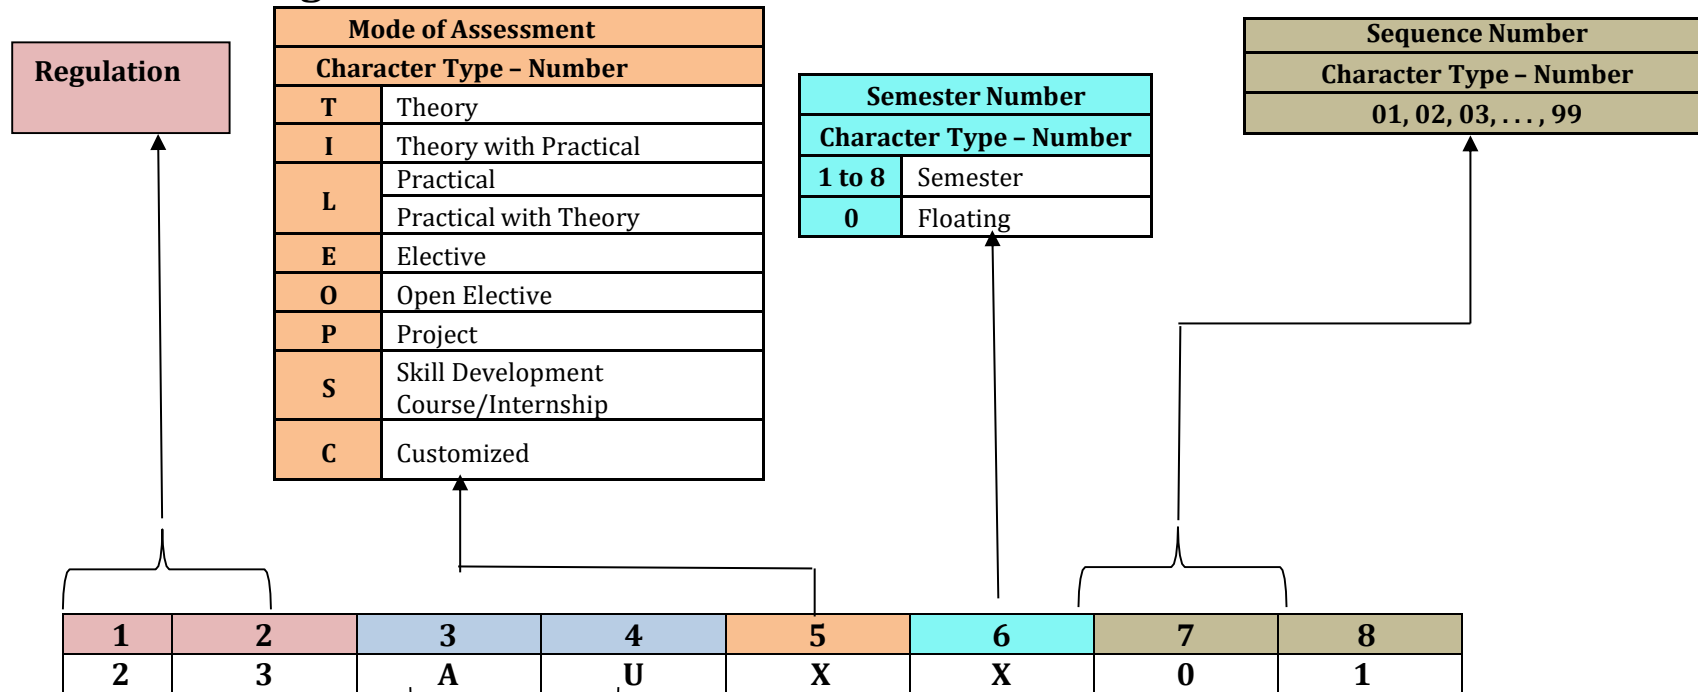 g
Regulation
Mode of Assessment
Character Type – Number
T Theory
I Theory with Practical
L Practical
Practical with Theory
E Elective
O Open Elective
P Project
S Skill Development
Course/Internship
C Customized
Semester Number
Character Type – Number
1 to 8 Semester
0 Floating
Sequence Number
Character Type – Number
01, 02, 03, . . . , 99
1 2 3 4 5 6 7 8
2 3 A U X X 0 1